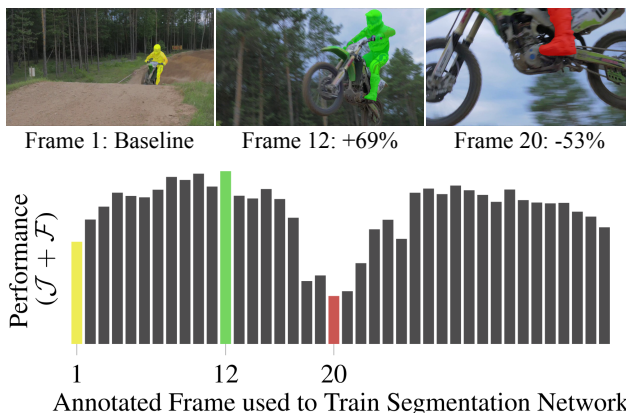 Frame 1: Baseline
Frame 12: +69%
Frame 20: -53%
Performance
(𝒥 + ℱ)
1
12
20
Annotated Frame used to Train Segmentation Network